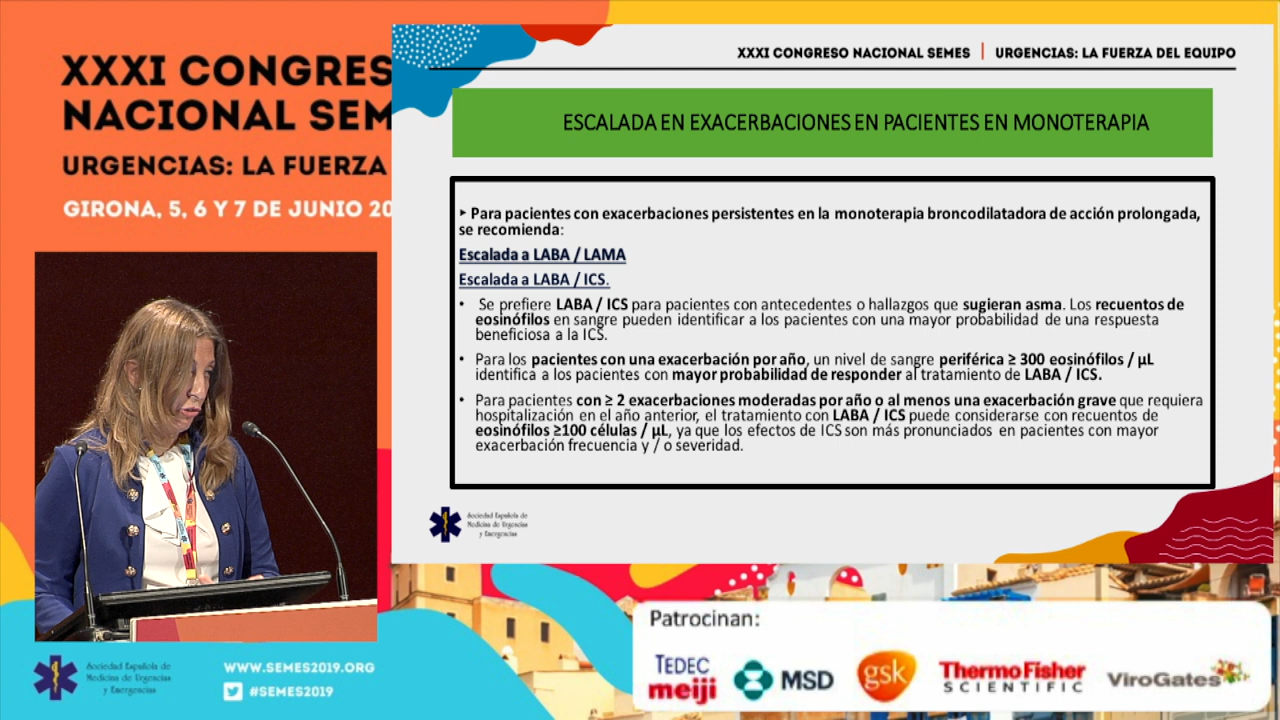 XXXI CONGRES
NACIONAL SEM
URGENCIAS: LA FUERZA
GIRONA, 5, 6 Y 7 DE JUNIO 20
XXXI CONGRESO NACIONAL SEMES | URGENCIAS: LA FUERZA DEL EQUIPO
ESCALADA EN EXACERBACIONES EN PACIENTES EN MONOTERAPIA
‣ Para pacientes con exacerbaciones persistentes en la monoterapia broncodilatadora de acción prolongada,
se recomienda:
Escalada a LABA / LAMA
Escalada a LABA / ICS.
• Se prefiere LABA / ICS para pacientes con antecedentes o hallazgos que sugieran asma. Los recuentos de
eosinófilos en sangre pueden identificar a los pacientes con una mayor probabilidad de una respuesta
beneficiosa a la ICS.
• Para los pacientes con una exacerbación por año, un nivel de sangre periférica ≥ 300 eosinófilos / µL
identifica a los pacientes con mayor probabilidad de responder al tratamiento de LABA / ICS.
• Para pacientes con ≥ 2 exacerbaciones moderadas por año o al menos una exacerbación grave que requiera
hospitalización en el año anterior, el tratamiento con LABA / ICS puede considerarse con recuentos de
eosinófilos ≥100 células / µL, ya que los efectos de ICS son más pronunciados en pacientes con mayor
exacerbación frecuencia y / o severidad.
Sociedad Española de
Medicina de Urgencias
y Emergencias
Sociedad Española de
Medicina de Urgencias
y Emergencias
WWW.SEMES2019.ORG
#SEMES2019
Patrocinan:
TEDEC
meiji
MSD
gsk
ThermoFisher
SCIENTIFIC
ViroGates